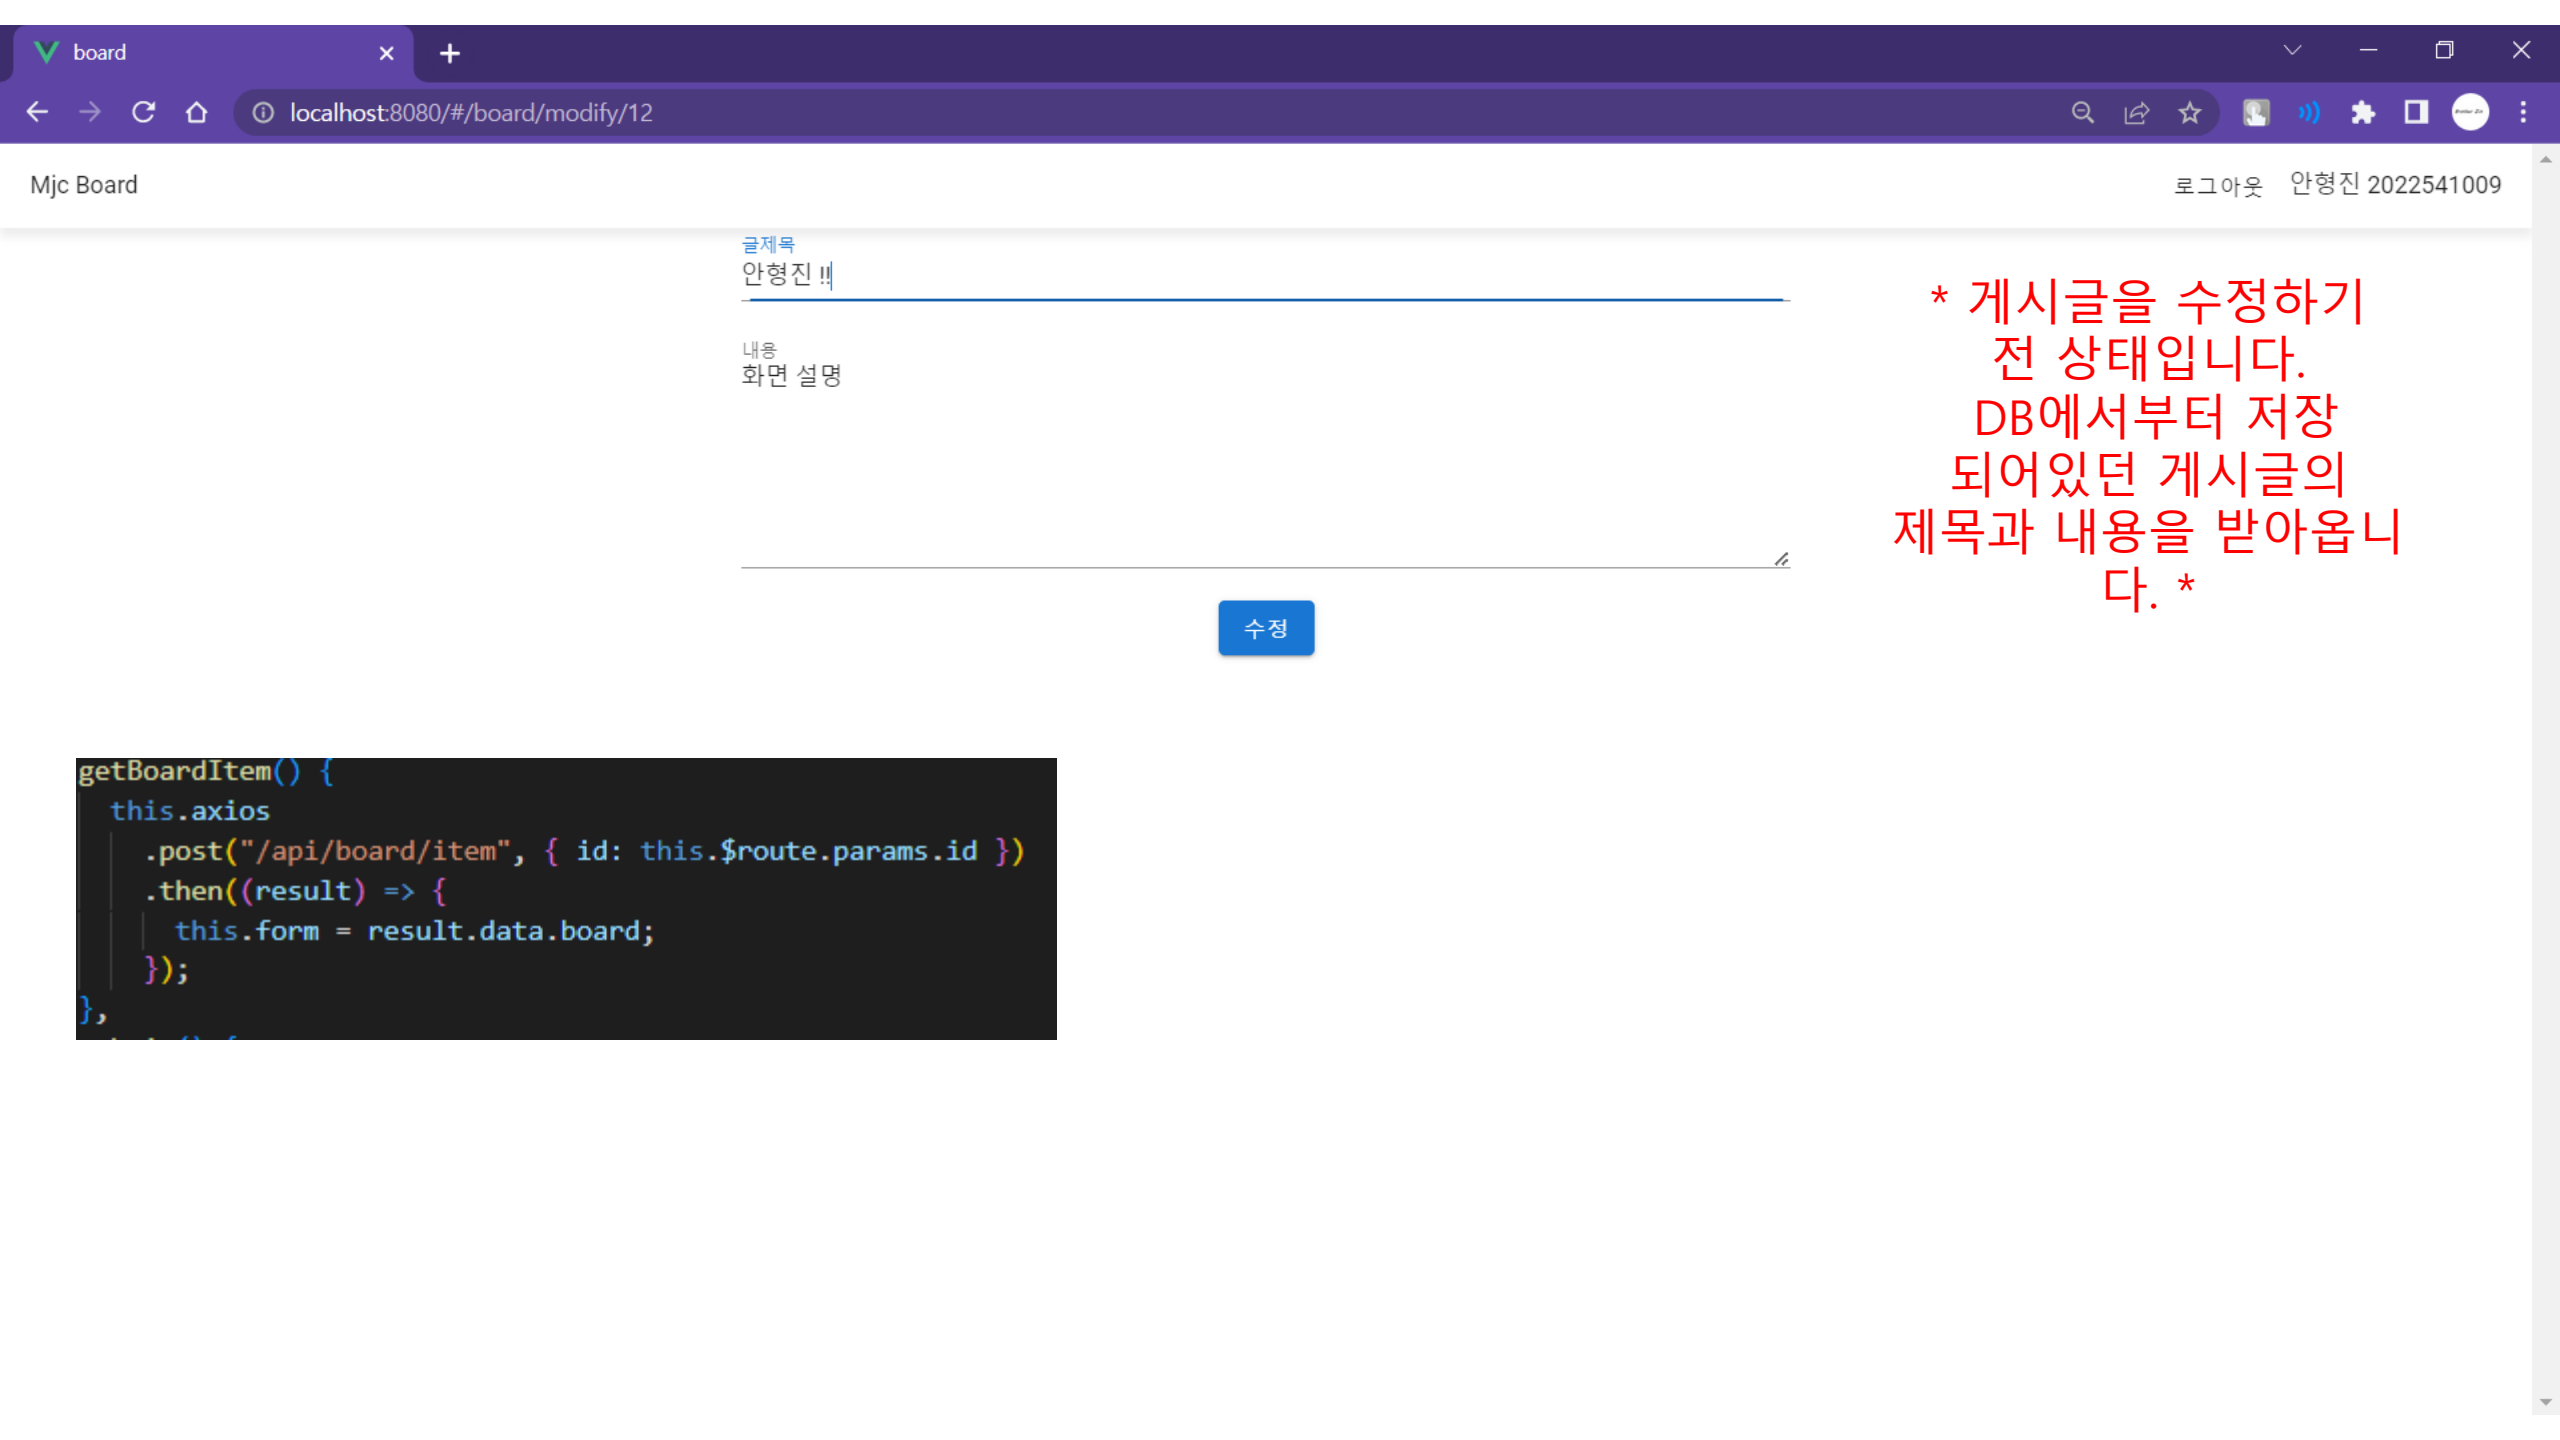 board
localhost:8080/#/board/modify/12
Mjc Board
로그아웃 안형진 2022541009
글제목
안형진 !!
내용
화면 설명
수정
* 게시글을 수정하기
전 상태입니다.
DB에서부터 저장
되어있던 게시글의
제목과 내용을 받아옵니
다. *
getBoardItem() {
this.axios
.post("/api/board/item", { id: this.$route.params.id })
.then((result) => {
this.form = result.data.board;
});
},